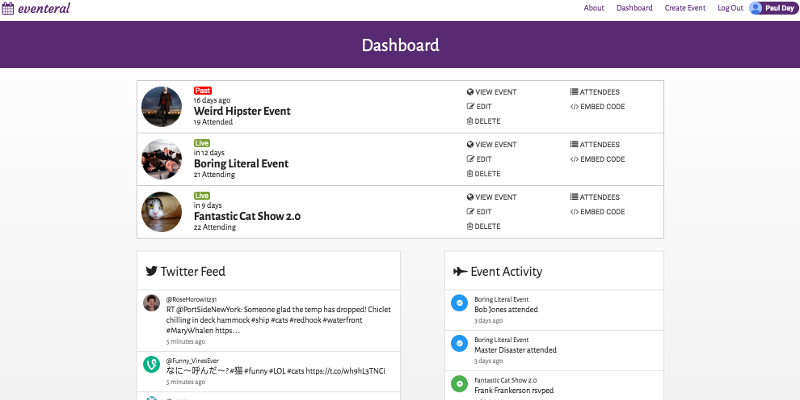 eventeral
About Dashboard Create Event Log Out Paul Day
Dashboard
Past
16 days ago
Weird Hipster Event
19 Attended
VIEW EVENT
ATTENDEES
EDIT
EMBED CODE
DELETE
Live
in 12 days
Boring Literal Event
21 Attending
VIEW EVENT
ATTENDEES
EDIT
EMBED CODE
DELETE
Live
in 9 days
Fantastic Cat Show 2.0
22 Attending
VIEW EVENT
ATTENDEES
EDIT
EMBED CODE
DELETE
Twitter Feed
@RoseHorowitz31
RT @PortSideNewYork: Someone glad the temp has dropped! Chiclet
chilling in deck hammock #ship #cats #redhook #waterfront
#MaryWhalen https…
5 minutes ago
@Funny_VinesEver
なに〜呼んだ〜? #猫 #funny #LOL #cats https://t.co/wh9hL3TNCi
5 minutes ago
Event Activity
Boring Literal Event
Bob Jones attended
3 days ago
Boring Literal Event
Master Disaster attended
3 days ago
Fantastic Cat Show 2.0
Frank Frankerson rsvped